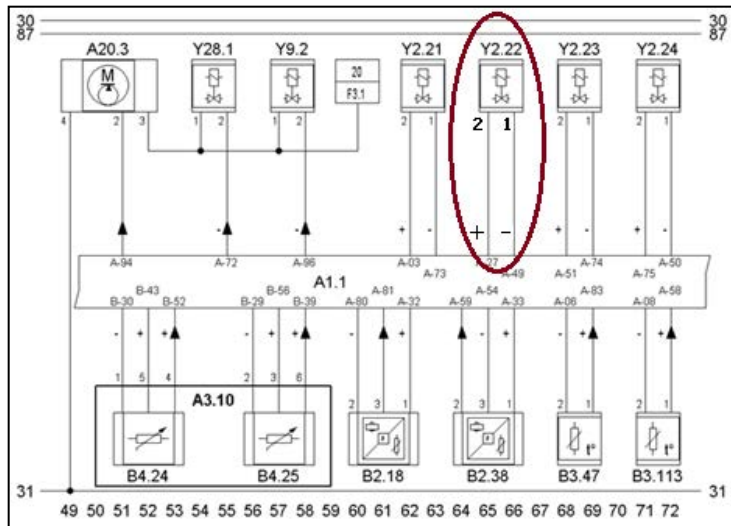 30 30
87 87
A20.3 Y28.1 Y9.2 Y2.21 Y2.22 Y2.23 Y2.24
M
20
F3.1
4 2 3 1 2 1 2 2 1 2 1 2 1 2 1
- - + - + - + - + -
A-94 A-72 A-96 A-03 A-27 A-51 A-74 A-75 A-50
A-73 A-49
A1.1
B-43 B-56 A-81 A-54 A-83 A-58
B-30 B-52 B-29 B-39 A-80 A-32 A-59 A-33 A-06 A-08
- + + - + + - + - + - + - +
1 5 4 2 3 6 2 3 1 2 3 1 2 1 2 1
A3.10
t° t°
B4.24 B4.25 B2.18 B2.38 B3.47 B3.113
31 31
49 50 51 52 53 54 55 56 57 58 59 60 61 62 63 64 65 66 67 68 69 70 71 72